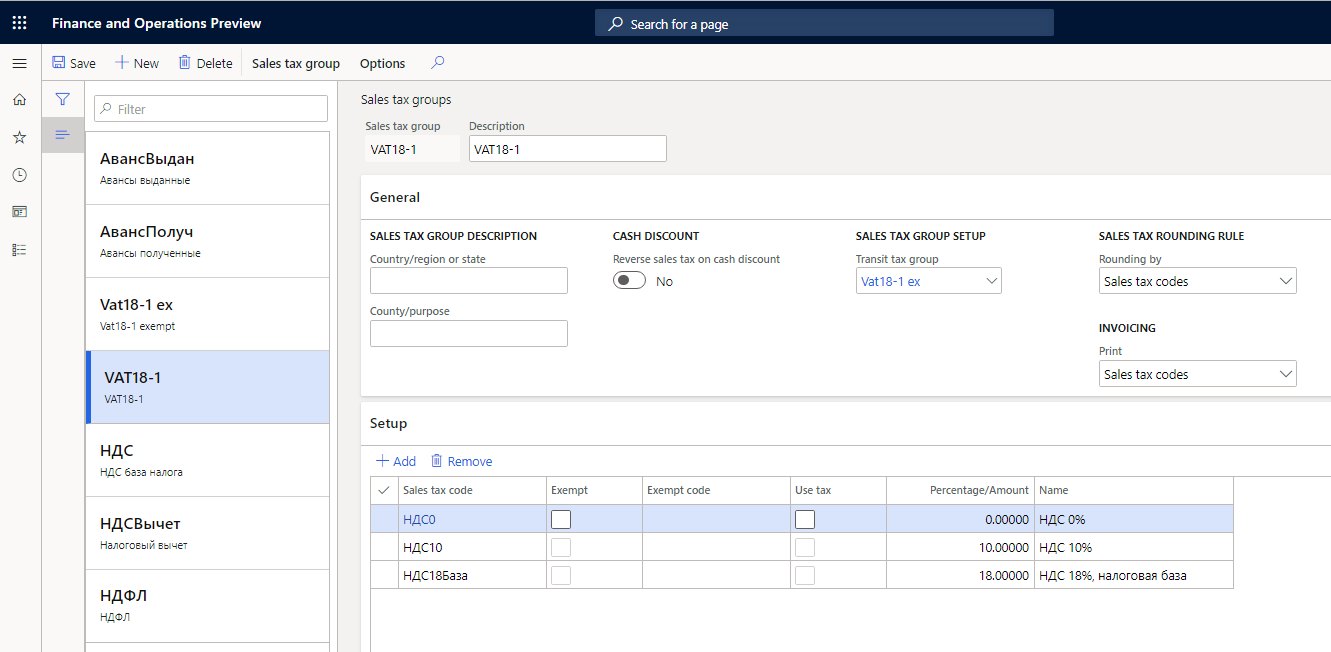 Finance and Operations Preview
Search for a page
Save New Delete Sales tax group Options
Filter
АвансВыдан
Авансы выданные
АвансПолуч
Авансы полученные
Vat18-1 ex
Vat18-1 exempt
VAT18-1
VAT18-1
НДС
НДС база налога
НДСВычет
Налоговый вычет
НДФЛ
НДФЛ
Sales tax groups
Sales tax group Description
VAT18-1 VAT18-1
General
SALES TAX GROUP DESCRIPTION
Country/region or state
County/purpose
CASH DISCOUNT
Reverse sales tax on cash discount
No
SALES TAX GROUP SETUP
Transit tax group
Vat18-1 ex
SALES TAX ROUNDING RULE
Rounding by
Sales tax codes
INVOICING
Print
Sales tax codes
Setup
Add Remove
Sales tax code Exempt Exempt code Use tax Percentage/Amount Name
НДС0 0.00000 НДС 0%
НДС10 10.00000 НДС 10%
НДС18База 18.00000 НДС 18%, налоговая база